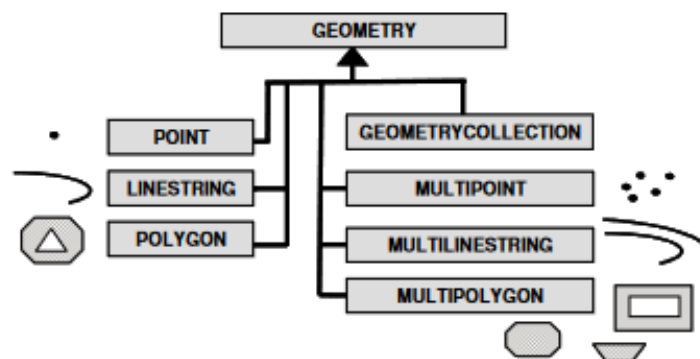 GEOMETRY
POINT
LINESTRING
POLYGON
GEOMETRYCOLLECTION
MULTIPOINT
MULTILINESTRING
MULTIPOLYGON